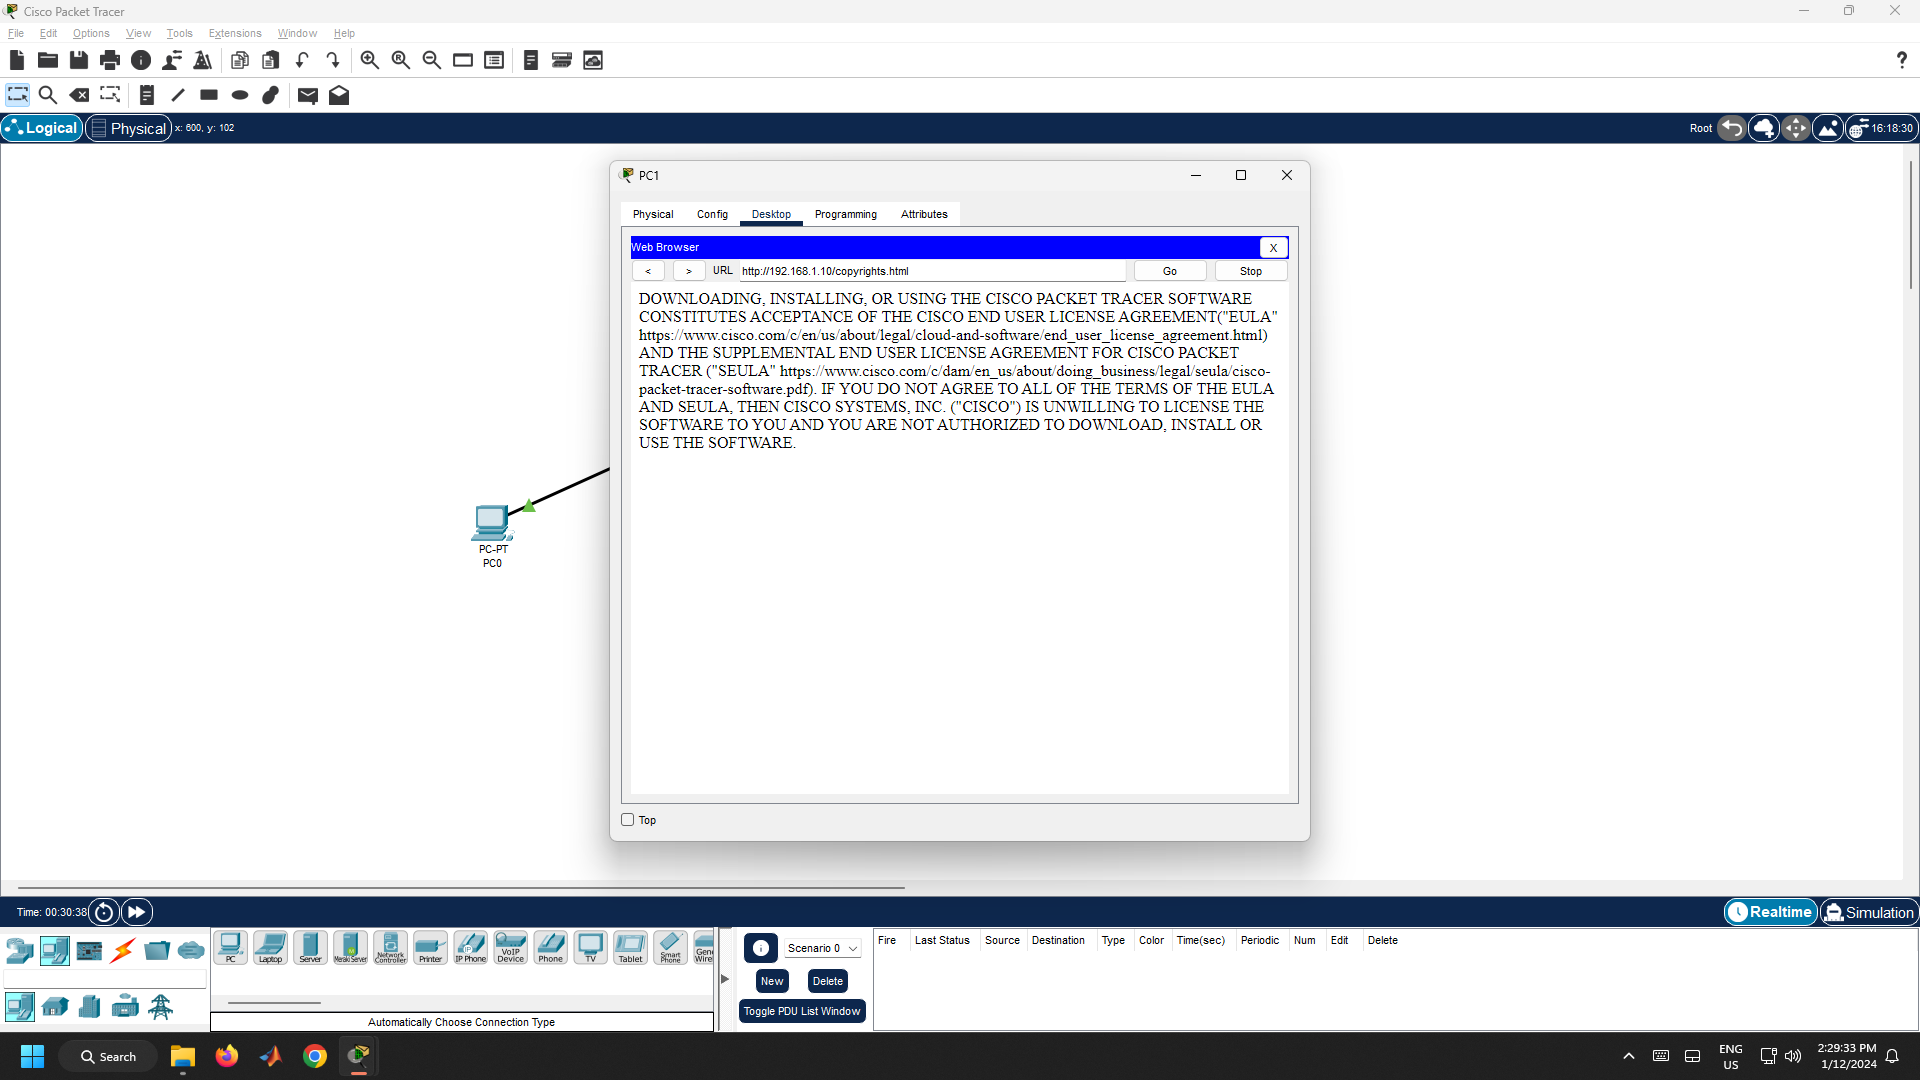 Cisco Packet Tracer
File Edit Options View Tools Extensions Window Help
Logical Physical x: 600, y: 102 Root 16:18:30
PC1
Physical Config Desktop Programming Attributes
Web Browser X
< > URL http://192.168.1.10/copyrights.html Go Stop
DOWNLOADING, INSTALLING, OR USING THE CISCO PACKET TRACER SOFTWARE
CONSTITUTES ACCEPTANCE OF THE CISCO END USER LICENSE AGREEMENT("EULA"
https://www.cisco.com/c/en/us/about/legal/cloud-and-software/end_user_license_agreement.html)
AND THE SUPPLEMENTAL END USER LICENSE AGREEMENT FOR CISCO PACKET
TRACER ("SEULA" https://www.cisco.com/c/dam/en_us/about/doing_business/legal/seula/cisco-
packet-tracer-software.pdf). IF YOU DO NOT AGREE TO ALL OF THE TERMS OF THE EULA
AND SEULA, THEN CISCO SYSTEMS, INC. ("CISCO") IS UNWILLING TO LICENSE THE
SOFTWARE TO YOU AND YOU ARE NOT AUTHORIZED TO DOWNLOAD, INSTALL OR
USE THE SOFTWARE.
PC-PT
PC0
Top
Time: 00:30:38 Realtime Simulation
PC Laptop Server Meraki Server Network Controller Printer IP Phone VoIP Device Phone TV Tablet Smart Phone Gene Wire
Automatically Choose Connection Type
Scenario 0
New Delete
Toggle PDU List Window
Fire Last Status Source Destination Type Color Time(sec) Periodic Num Edit Delete
Search
ENG
US
2:29:33 PM
1/12/2024